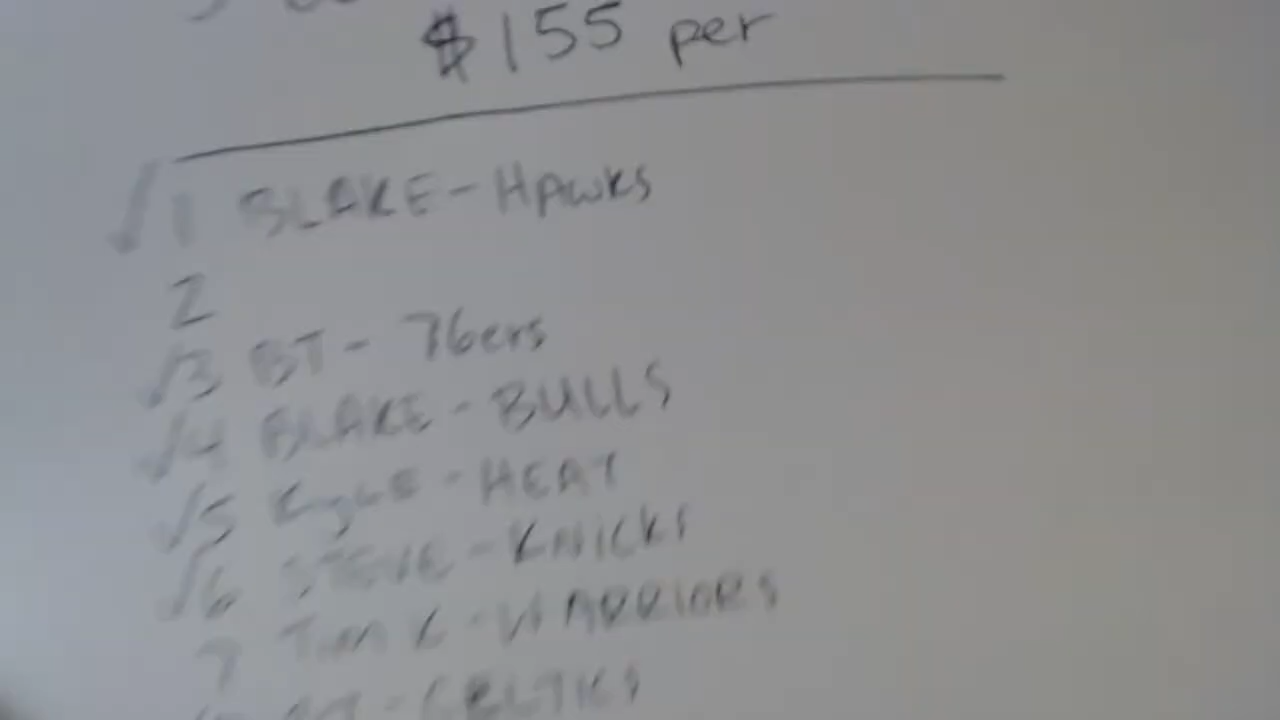 $155 per
√1 BLAKE-HAWKS
2
√3 BT- 76ers
√4 BLAKE-BULLS
√5 KyLE-HEAT
√6 STEVE-KNICKS
7 Tim K-WARRIORS
BT-CELTICS